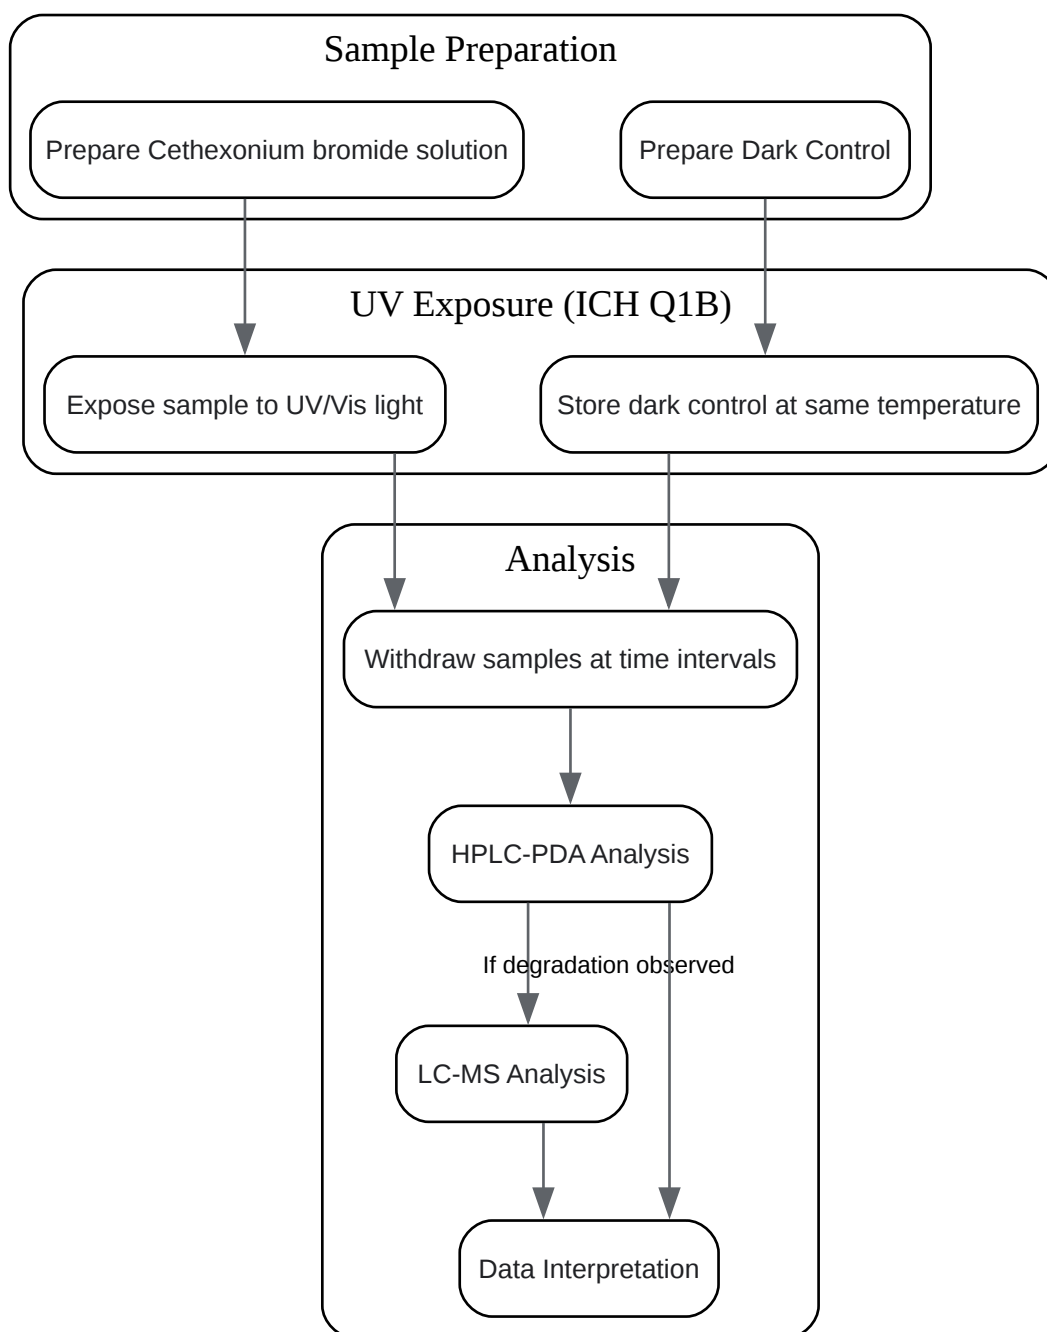 Sample Preparation
Prepare Cethexonium bromide solution
Prepare Dark Control
UV Exposure (ICH Q1B)
Expose sample to UV/Vis light
Store dark control at same temperature
Analysis
Withdraw samples at time intervals
HPLC-PDA Analysis
If degradation observed
LC-MS Analysis
Data Interpretation